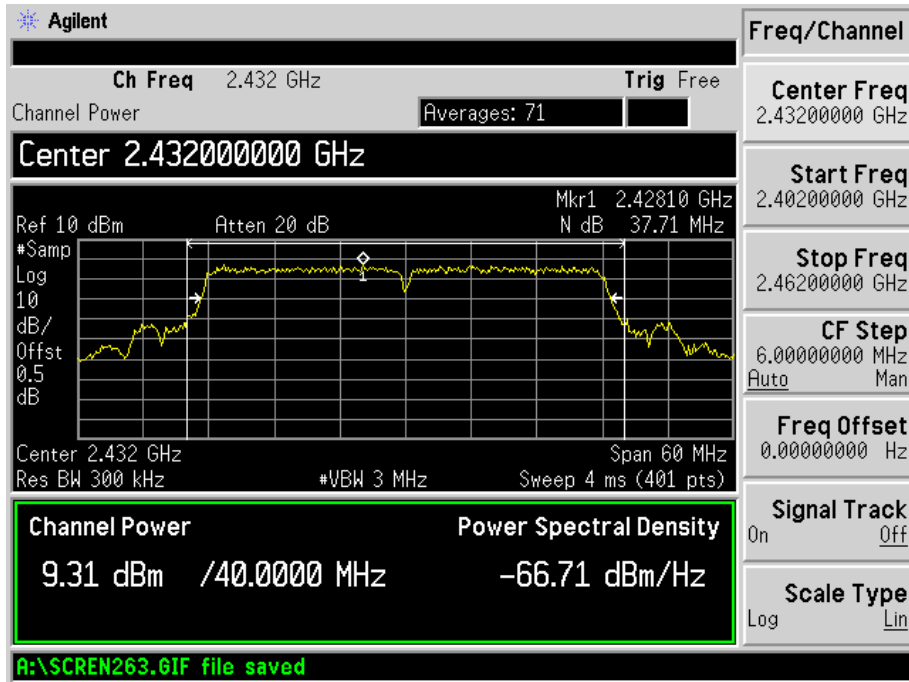 Agilent
Freq/Channel
Ch Freq 2.432 GHz Trig Free
Channel Power Averages: 71
Center 2.432000000 GHz
Mkr1 2.42810 GHz
Ref 10 dBm Atten 20 dB N dB 37.71 MHz
#Samp
Log
10
dB/
Offst
0.5
dB
1
Center 2.432 GHz Span 60 MHz
Res BW 300 kHz #VBW 3 MHz Sweep 4 ms (401 pts)
Channel Power Power Spectral Density
9.31 dBm /40.0000 MHz -66.71 dBm/Hz
A:\SCREN263.GIF file saved
Center Freq
2.43200000 GHz
Start Freq
2.40200000 GHz
Stop Freq
2.46200000 GHz
CF Step
6.00000000 MHz
Auto Man
Freq Offset
0.00000000 Hz
Signal Track
On Off
Scale Type
Log Lin